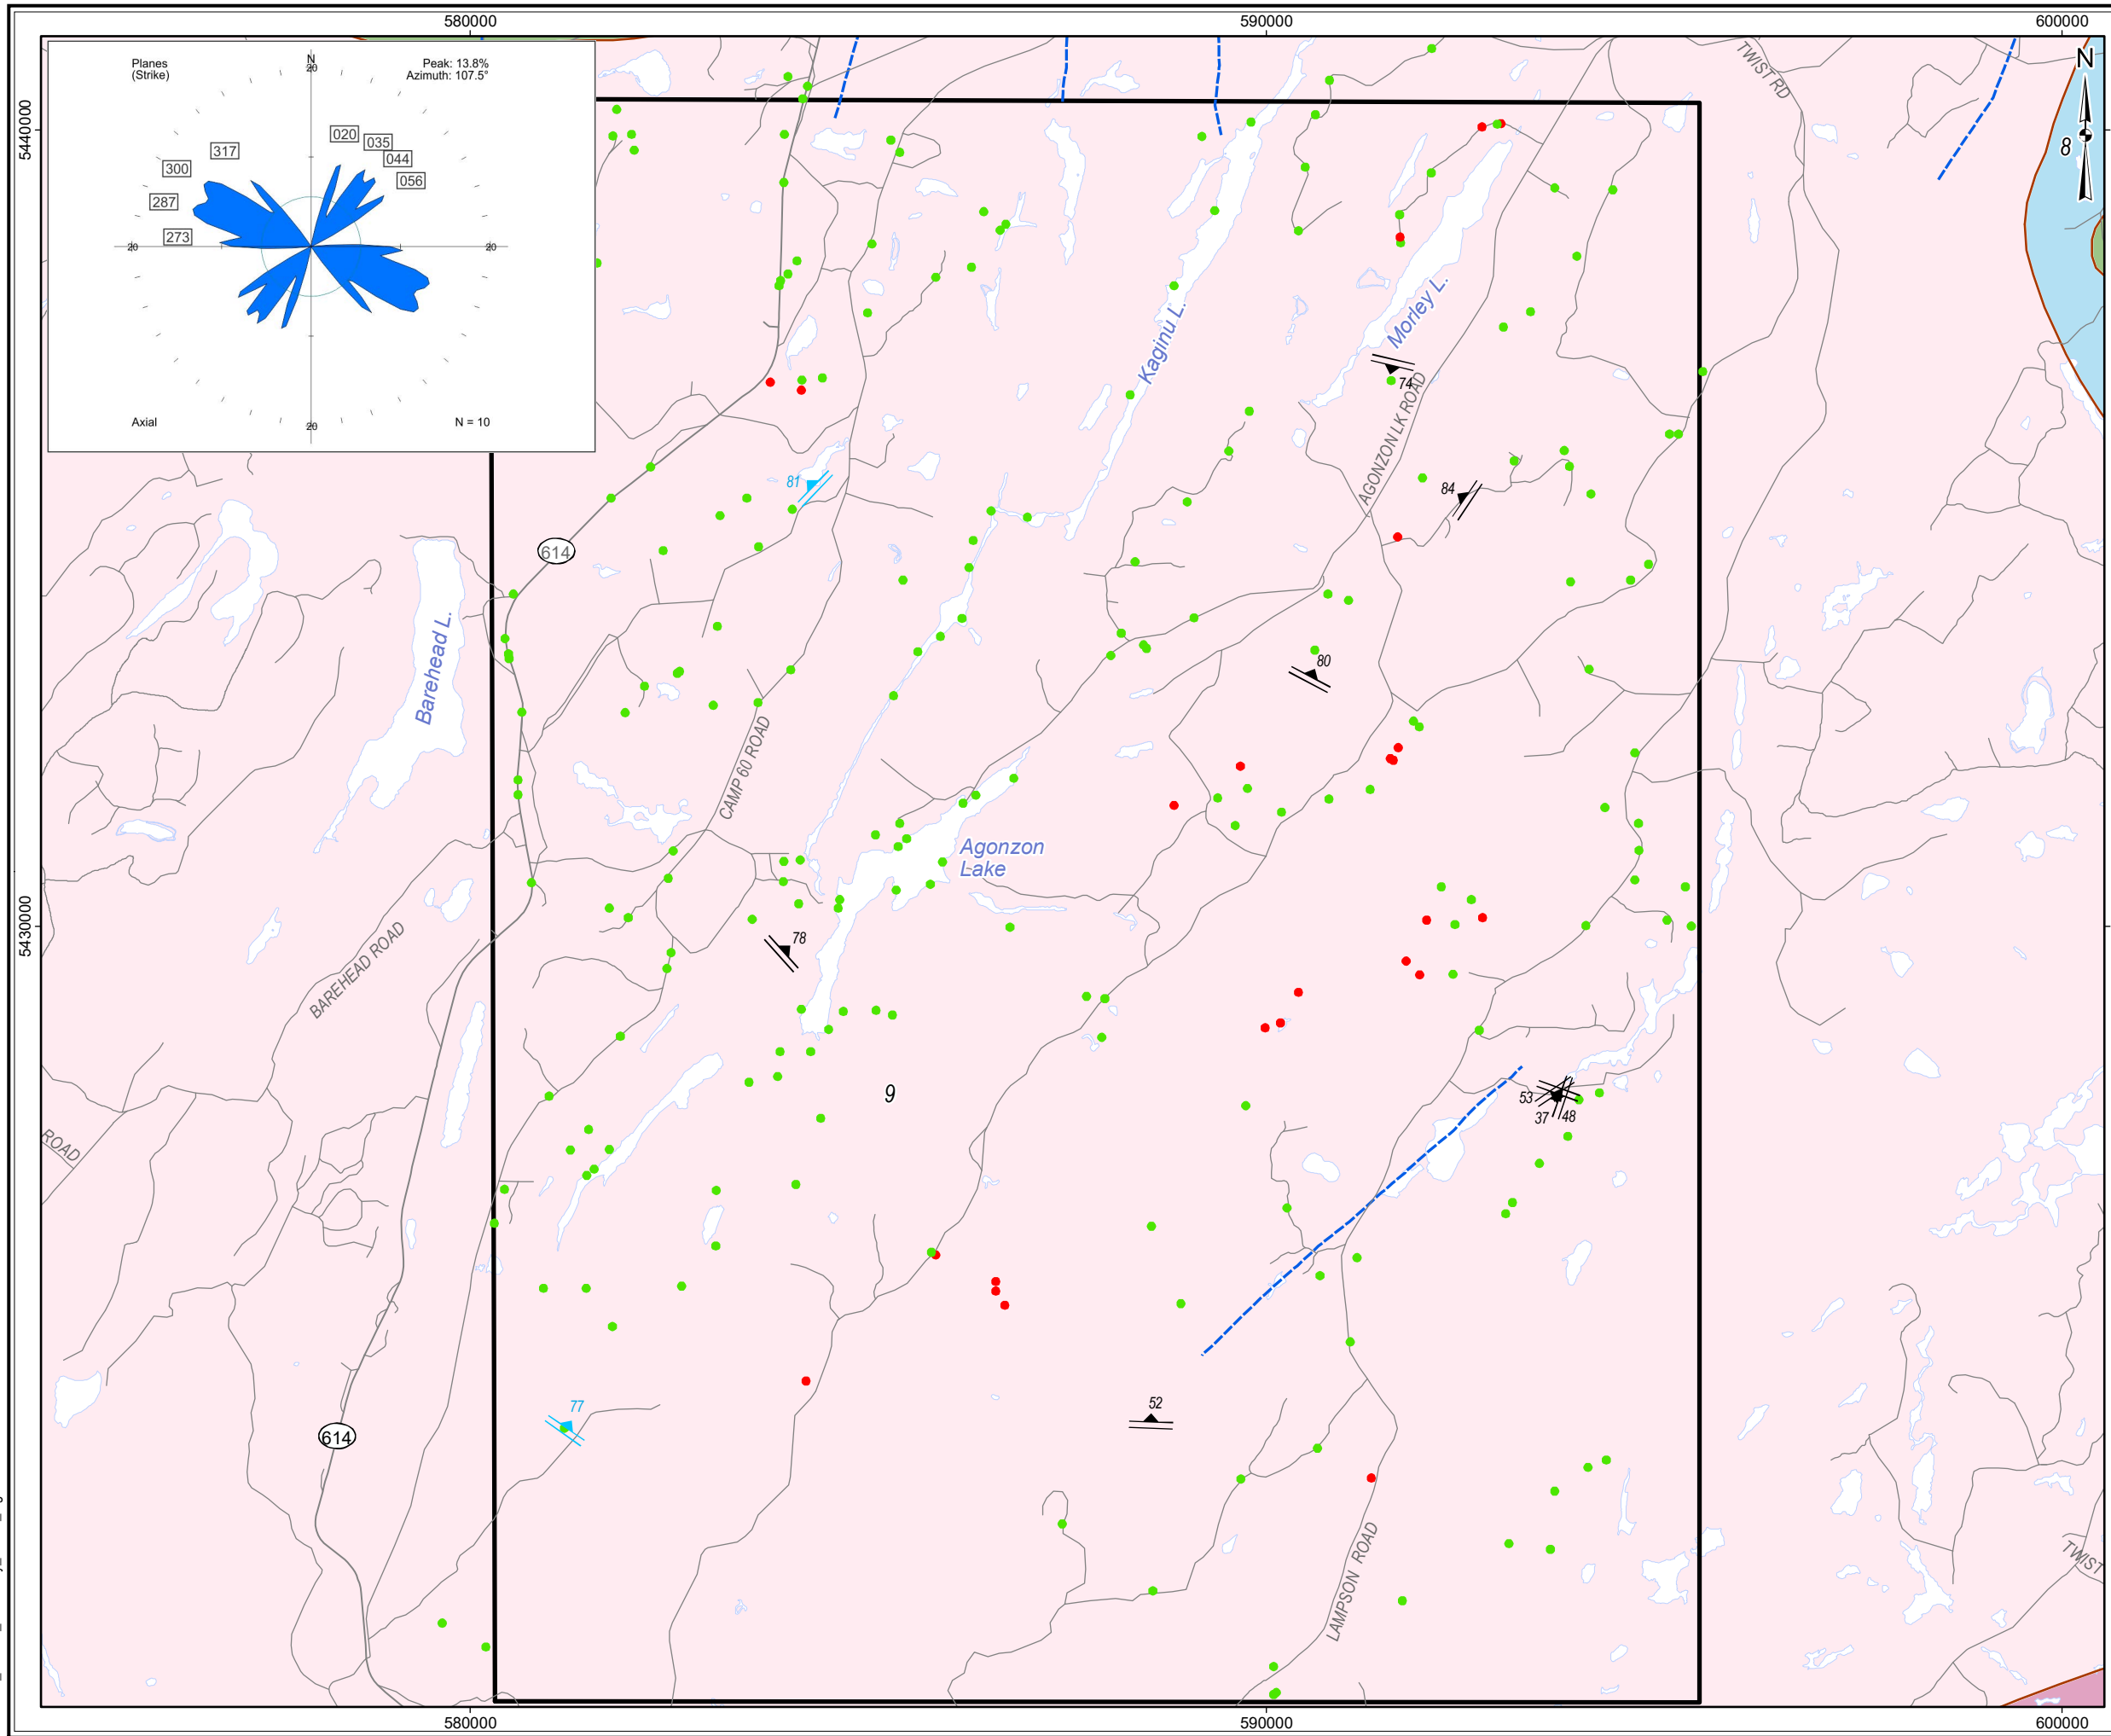 580000
590000
600000
Planes
(Strike)
N
20
Peak: 13.8%
Azimuth: 107.5°
020
035
044
056
317
300
287
273
20
20
20
Axial
N = 10
TWIST RD
N
8
5440000
Kaginu L.
Morley L.
74
AGONZON LK ROAD
81
84
614
Barehead L.
80
CAMP 60 ROAD
Agonzon
Lake
5430000
BAREHEAD ROAD
78
9
53
37
48
ROAD
77
52
614
LAMPSON ROAD
TWIST
580000
590000
600000